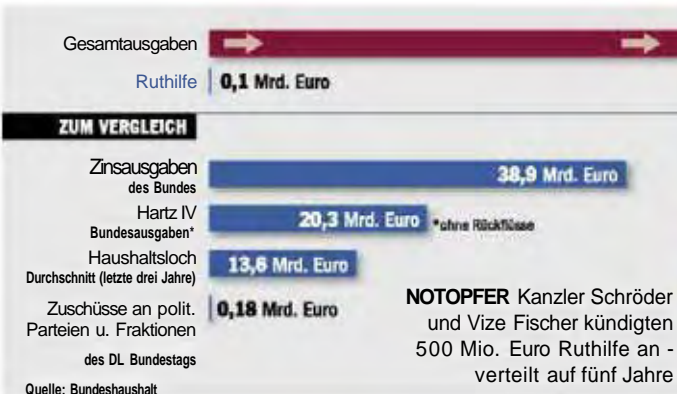 Gesamtausgaben
Ruthilfe 0,1 Mrd. Euro
ZUM VERGLEICH
Zinsausgaben
des Bundes
38,9 Mrd. Euro
Hartz IV
Bundesausgaben*
20,3 Mrd. Euro *ohne Rückflüsse
Haushaltsloch
Durchschnitt (letzte drei Jahre)
13,6 Mrd. Euro
Zuschüsse an polit.
Parteien u. Fraktionen
des DL Bundestags
0,18 Mrd. Euro
Quelle: Bundeshaushalt
NOTOPFER Kanzler Schröder
und Vize Fischer kündigten
500 Mio. Euro Ruthilfe an -
verteilt auf fünf Jahre